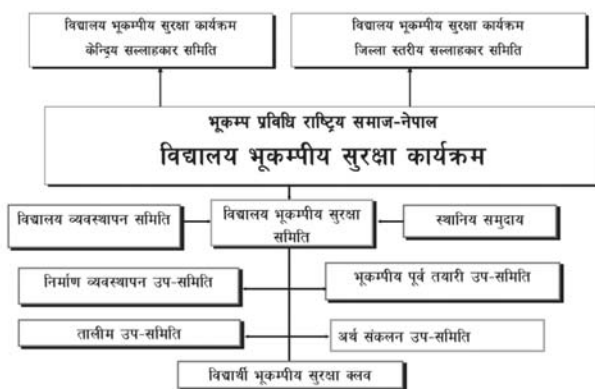 विद्यालय भूकम्पीय सुरक्षा कार्यक्रम
केन्द्रिय सल्लाहकार समिति
विद्यालय भूकम्पीय सुरक्षा कार्यक्रम
जिल्ला स्तरीय सल्लाहकार समिति
भूकम्प प्रविधि राष्ट्रिय समाज-नेपाल
विद्यालय भूकम्पीय सुरक्षा कार्यक्रम
विद्यालय व्यवस्थापन समिति
विद्यालय भूकम्पीय सुरक्षा
समिति
स्थानिय समुदाय
निर्माण व्यवस्थापन उप-समिति
भूकम्पीय पूर्व तयारी उप-समिति
तालीम उप-समिति
अर्थ संकलन उप-समिति
विद्यार्थी भूकम्पीय सुरक्षा क्लव